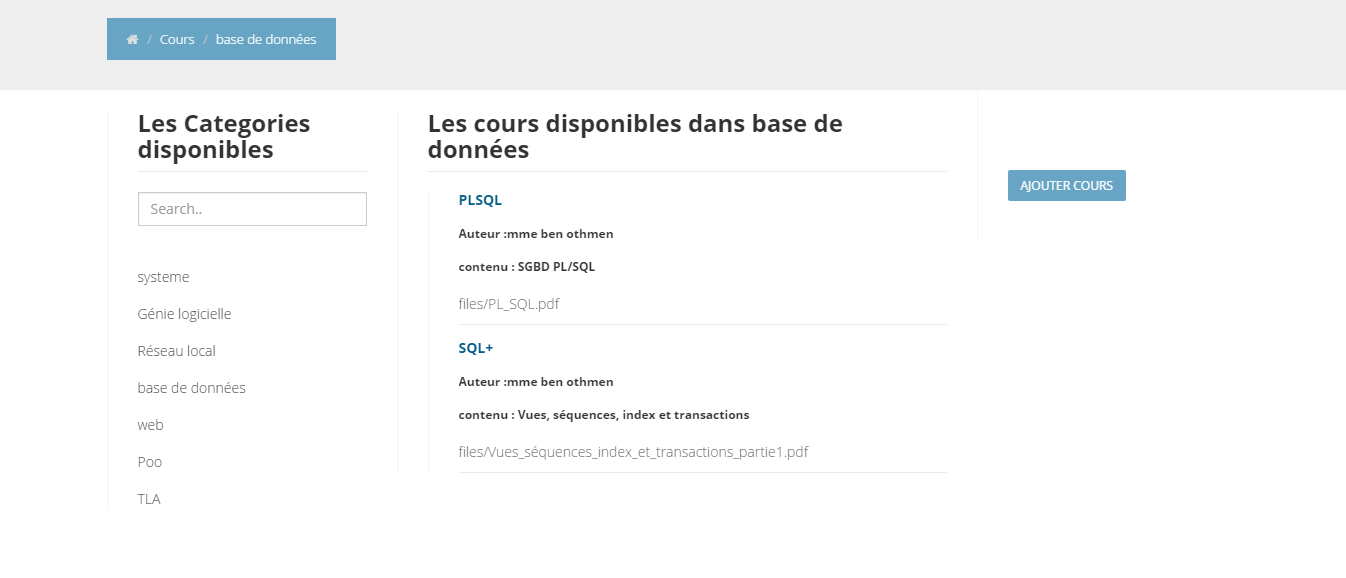 / Cours / base de données
Les Categories
disponibles
Search..
systeme
Génie logicielle
Réseau local
base de données
web
Poo
TLA
Les cours disponibles dans base de
données
PLSQL
Auteur :mme ben othmen
contenu : SGBD PL/SQL
files/PL_SQL.pdf
SQL+
Auteur :mme ben othmen
contenu : Vues, séquences, index et transactions
files/Vues_séquences_index_et_transactions_partie1.pdf
AJOUTER COURS